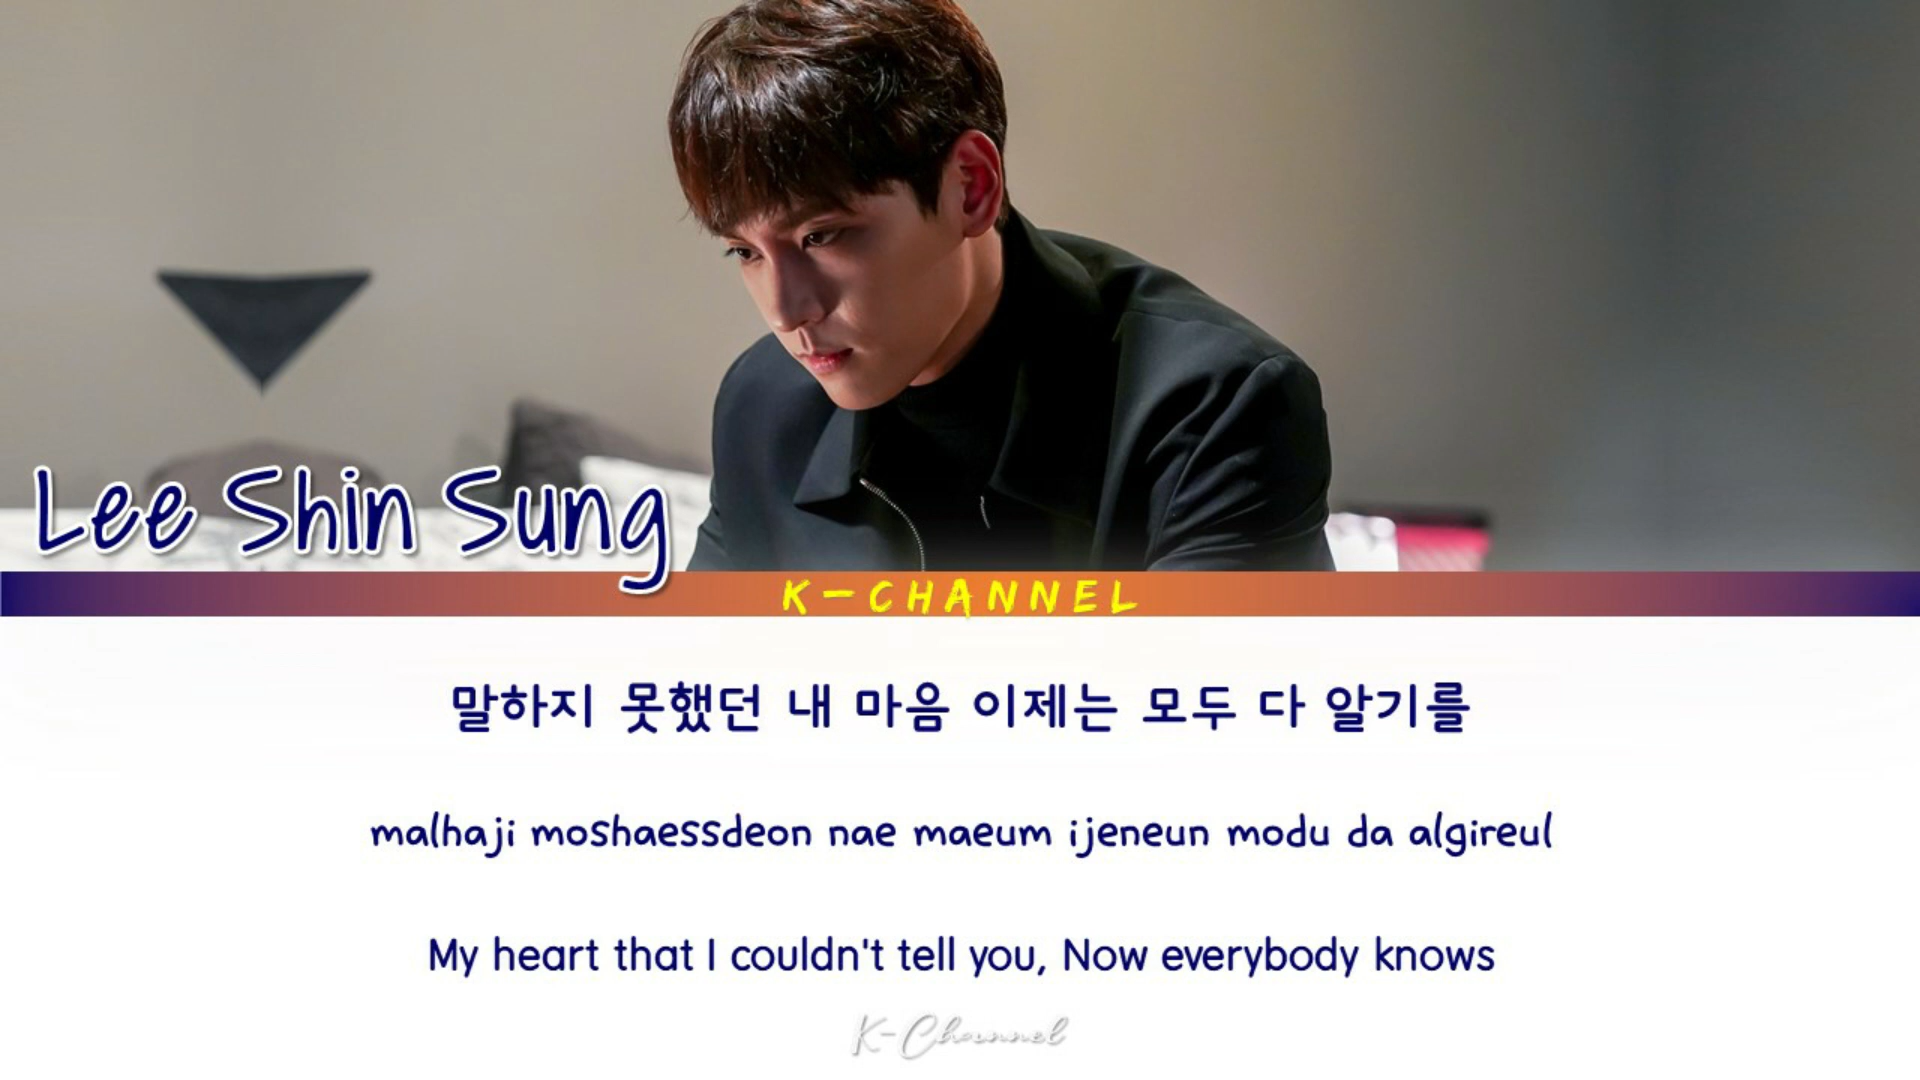 Lee Shin Sung
K-CHANNEL
말하지 못했던 내 마음 이제는 모두 다 알기를
malhaji moshaessdeon nae maeum ijeneun modu da algireul
My heart that I couldn't tell you, Now everybody knows
K-Channel